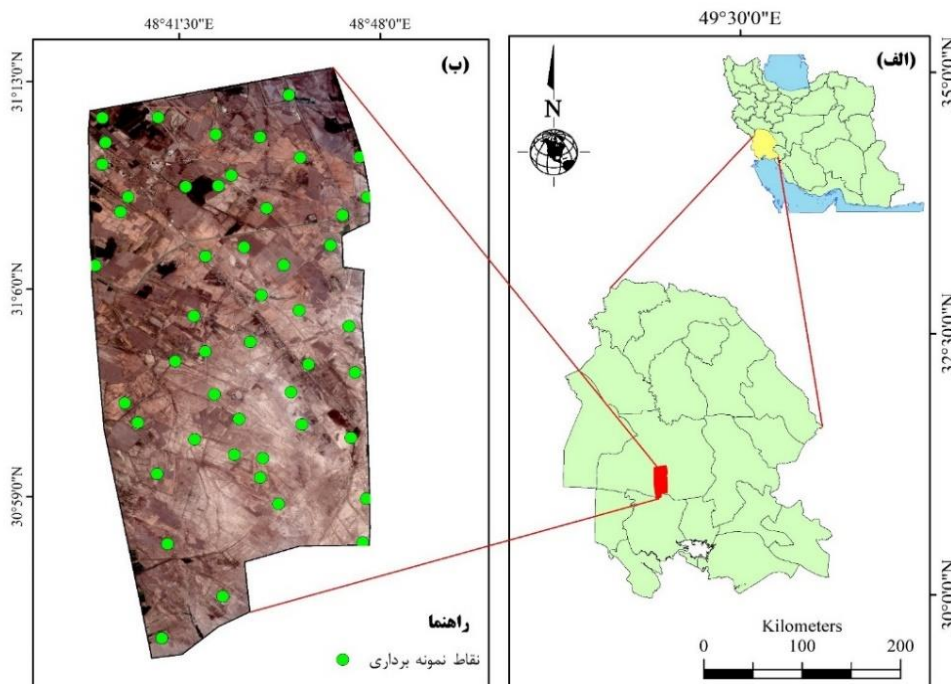 48°41'30"E
48°48'0"E
49°30'0"E
(ب)
(الف)
31°13'0"N
31°6'0"N
30°59'0"N
35°0'0"N
32°30'0"N
30°0'0"N
N
راهنما
نقاط نمونه برداری
Kilometers
0 100 200